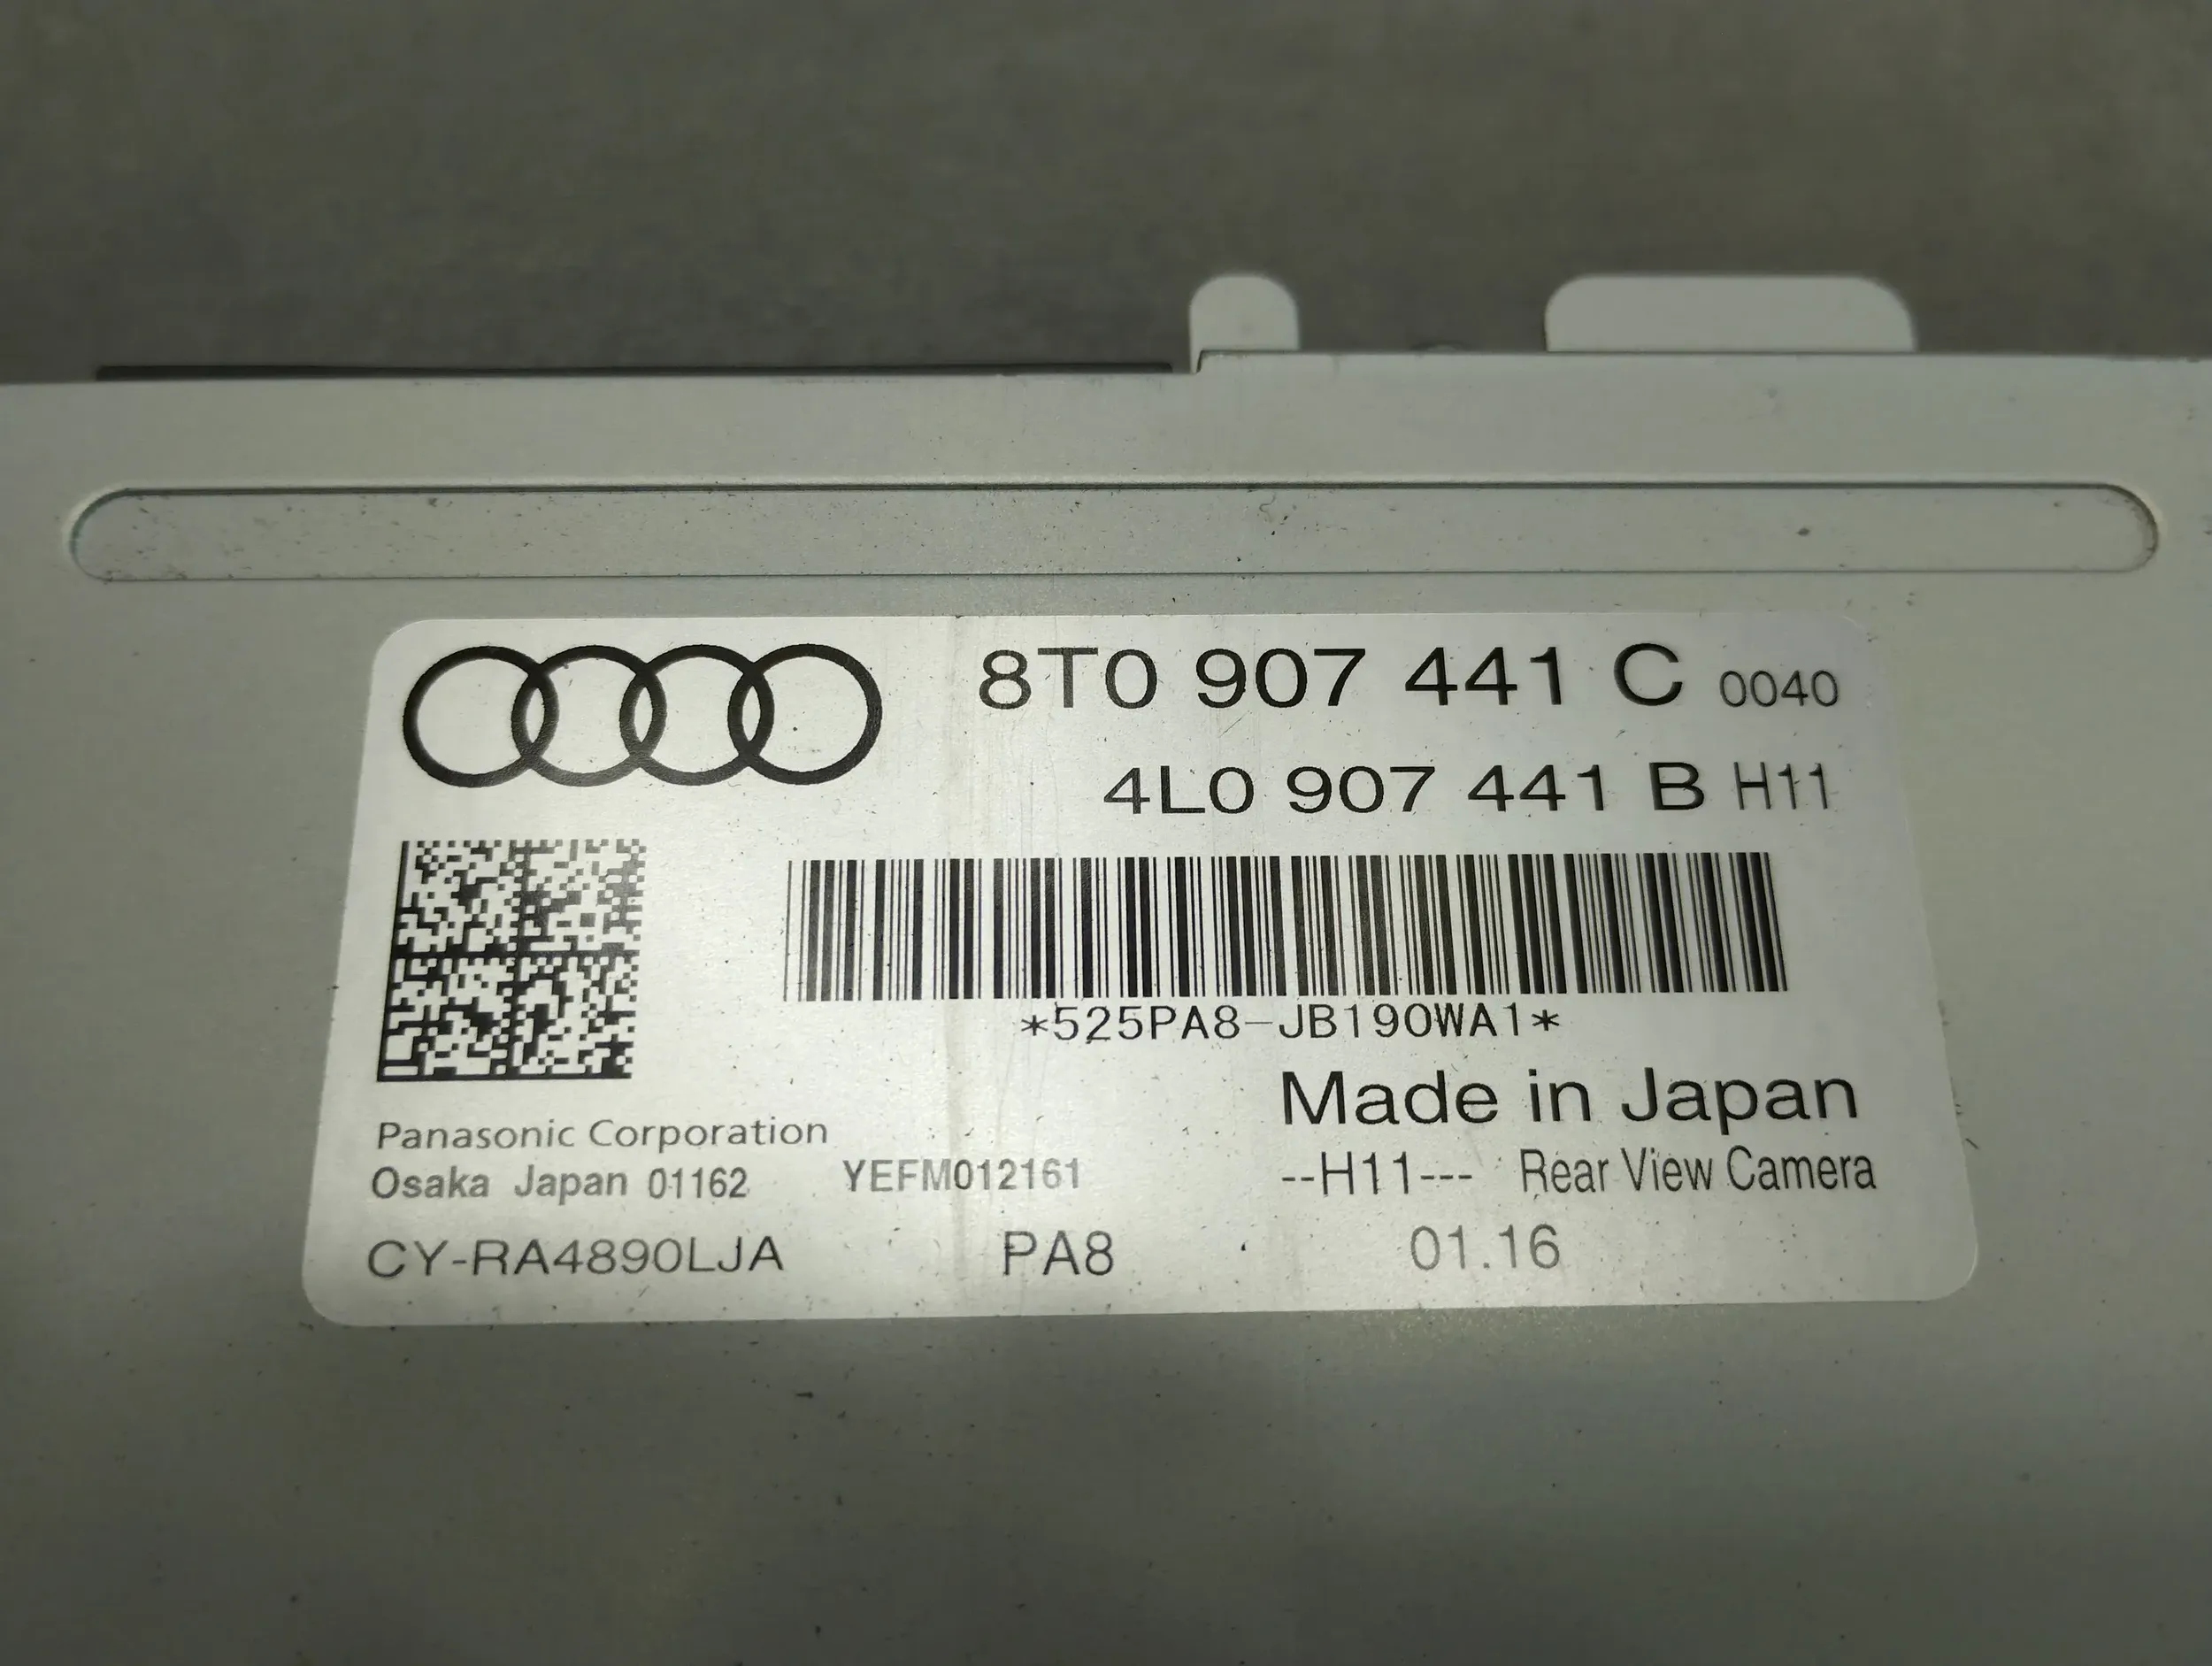 8T0 907 441 C 0040
4L0 907 441 B H11
*525PA8-JB190WA1*
Made in Japan
Panasonic Corporation
Osaka Japan 01162 YEFM012161 --H11--- Rear View Camera
CY-RA4890LJA PA8 01.16